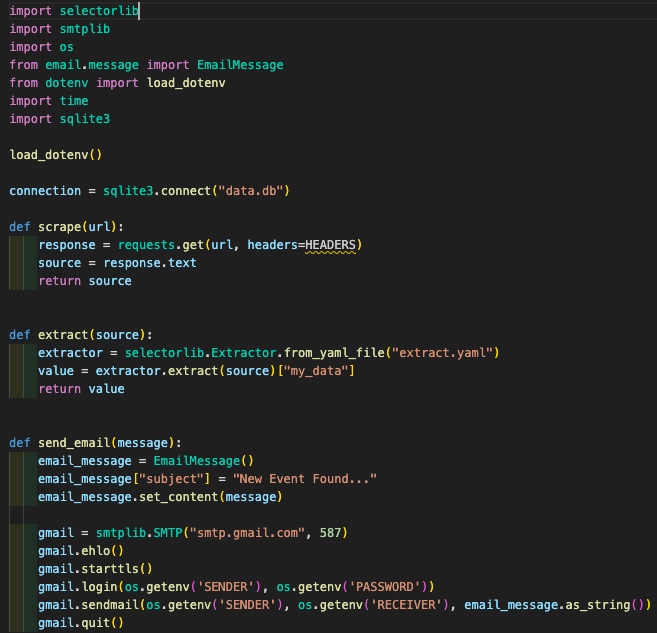 import selectorlib
import smtplib
import os
from email.message import EmailMessage
from dotenv import load_dotenv
import time
import sqlite3

load_dotenv()

connection = sqlite3.connect("data.db")

def scrape(url):
    response = requests.get(url, headers=HEADERS)
    source = response.text
    return source


def extract(source):
    extractor = selectorlib.Extractor.from_yaml_file("extract.yaml")
    value = extractor.extract(source)["my_data"]
    return value


def send_email(message):
    email_message = EmailMessage()
    email_message["subject"] = "New Event Found..."
    email_message.set_content(message)

    gmail = smtplib.SMTP("smtp.gmail.com", 587)
    gmail.ehlo()
    gmail.starttls()
    gmail.login(os.getenv('SENDER'), os.getenv('PASSWORD'))
    gmail.sendmail(os.getenv('SENDER'), os.getenv('RECEIVER'), email_message.as_string())
    gmail.quit()